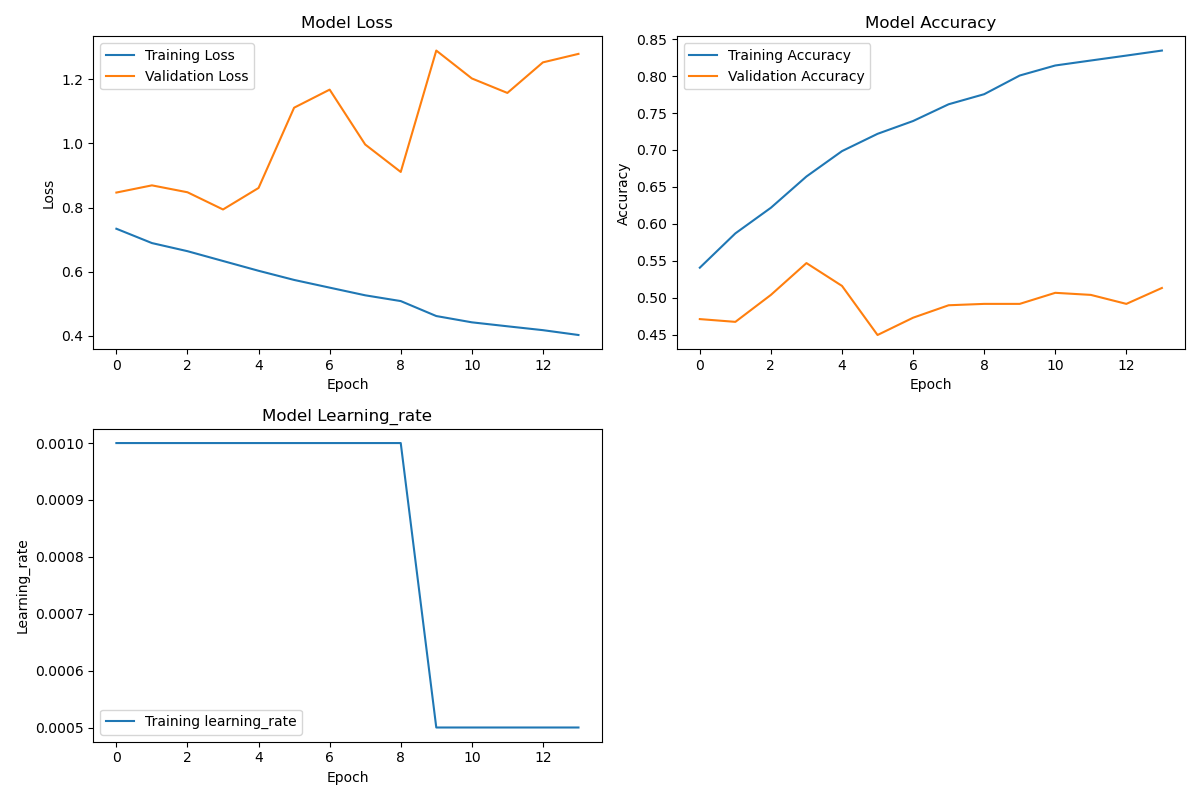 Model Loss
Training Loss
Validation Loss
1.2
1.0
0.8
0.6
0.4
Loss
0 2 4 6 8 10 12
Epoch
Model Accuracy
Training Accuracy
Validation Accuracy
0.85
0.80
0.75
0.70
0.65
0.60
0.55
0.50
0.45
Accuracy
0 2 4 6 8 10 12
Epoch
Model Learning_rate
0.0010
0.0009
0.0008
0.0007
0.0006
0.0005
Learning_rate
Training learning_rate
0 2 4 6 8 10 12
Epoch